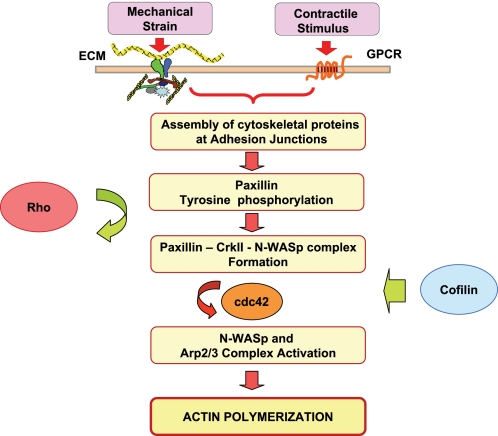 Mechanical
Strain
Contractile
Stimulus
ECM
GPCR
Assembly of cytoskeletal proteins
at Adhesion Junctions
Paxillin
Tyrosine phosphorylation
Rho
Paxillin – CrkII - N-WASp complex
Formation
cdc42
Cofilin
N-WASp and
Arp2/3 Complex Activation
ACTIN POLYMERIZATION